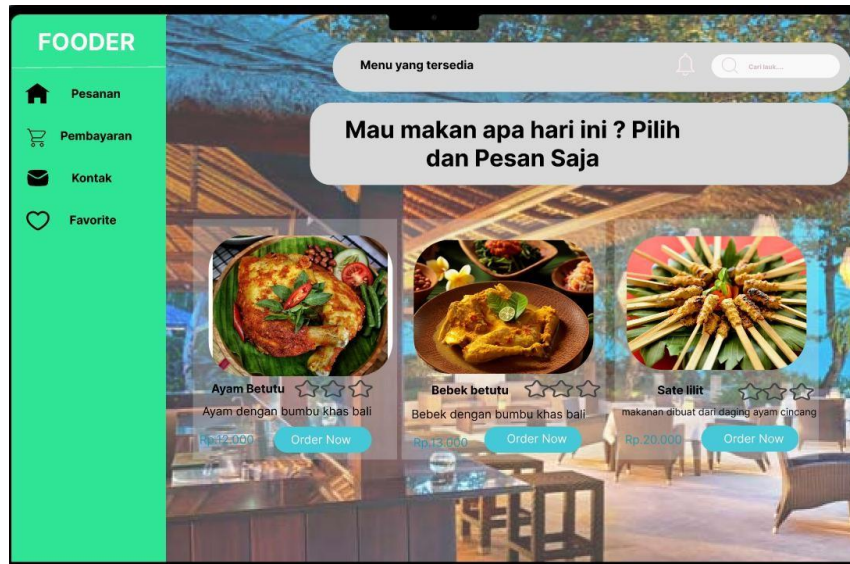 FOODER
Pesanan
Pembayaran
Kontak
Favorite
Menu yang tersedia
Mau makan apa hari ini ? Pilih
dan Pesan Saja
Ayam Betutu
Ayam dengan bumbu khas bali
Rp.12.000
Order Now
Bebek betutu
Bebek dengan bumbu khas bali
Rp.13.000
Order Now
Sate lilit
makanan dibuat dari daging ayam cincang
Rp.20.000
Order Now